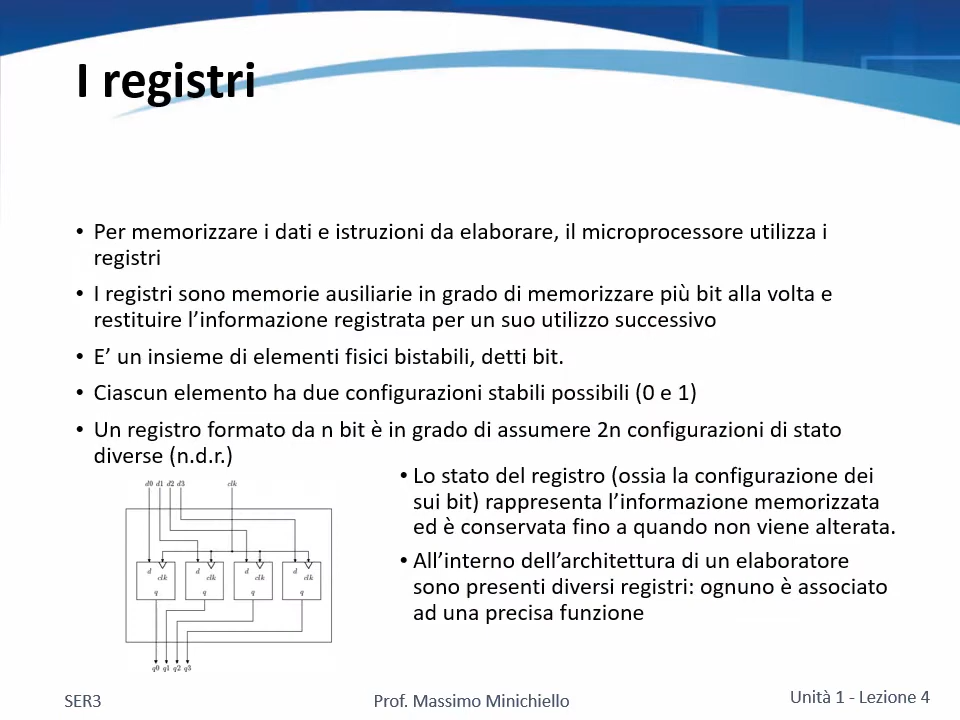 I registri
• Per memorizzare i dati e istruzioni da elaborare, il microprocessore utilizza i
registri
• I registri sono memorie ausiliarie in grado di memorizzare più bit alla volta e
restituire l’informazione registrata per un suo utilizzo successivo
• E’ un insieme di elementi fisici bistabili, detti bit.
• Ciascun elemento ha due configurazioni stabili possibili (0 e 1)
• Un registro formato da n bit è in grado di assumere 2n configurazioni di stato
diverse (n.d.r.)
d0 d1 d2 d3 clk
d clk q d clk q d clk q d clk q
q0 q1 q2 q3
• Lo stato del registro (ossia la configurazione dei
sui bit) rappresenta l’informazione memorizzata
ed è conservata fino a quando non viene alterata.
• All’interno dell’architettura di un elaboratore
sono presenti diversi registri: ognuno è associato
ad una precisa funzione
SER3
Prof. Massimo Minichiello
Unità 1 - Lezione 4